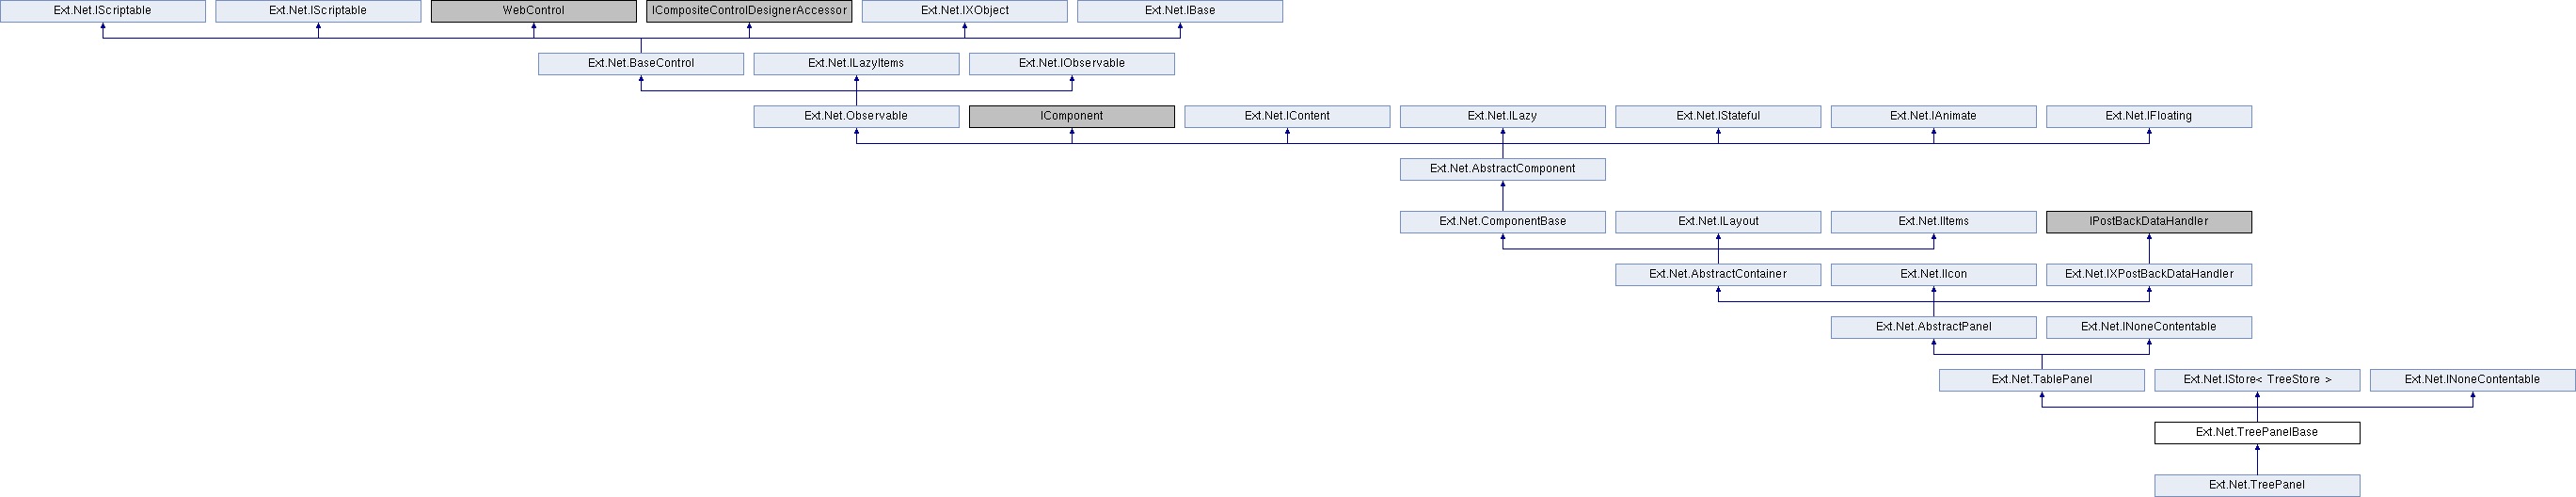 Ext.Net.IScriptable
Ext.Net.IScriptable
WebControl
ICompositeControlDesignerAccessor
Ext.Net.IXObject
Ext.Net.IBase
Ext.Net.BaseControl
Ext.Net.ILazyItems
Ext.Net.IObservable
Ext.Net.Observable
IComponent
Ext.Net.IContent
Ext.Net.ILazy
Ext.Net.IStateful
Ext.Net.IAnimate
Ext.Net.IFloating
Ext.Net.AbstractComponent
Ext.Net.ComponentBase
Ext.Net.ILayout
Ext.Net.IItems
IPostBackDataHandler
Ext.Net.AbstractContainer
Ext.Net.IIcon
Ext.Net.IXPostBackDataHandler
Ext.Net.AbstractPanel
Ext.Net.INoneContentable
Ext.Net.TablePanel
Ext.Net.IStore< TreeStore >
Ext.Net.INoneContentable
Ext.Net.TreePanelBase
Ext.Net.TreePanel